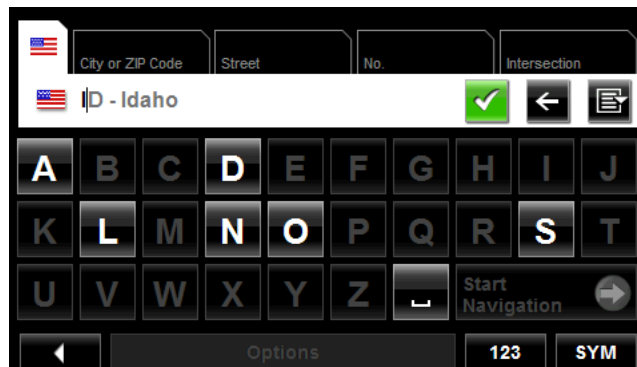 City or ZIP Code Street No. Intersection
ID - Idaho
A B C D E F G H I J
K L M N O P Q R S T
U V W X Y Z Start
Navigation
Options 123 SYM